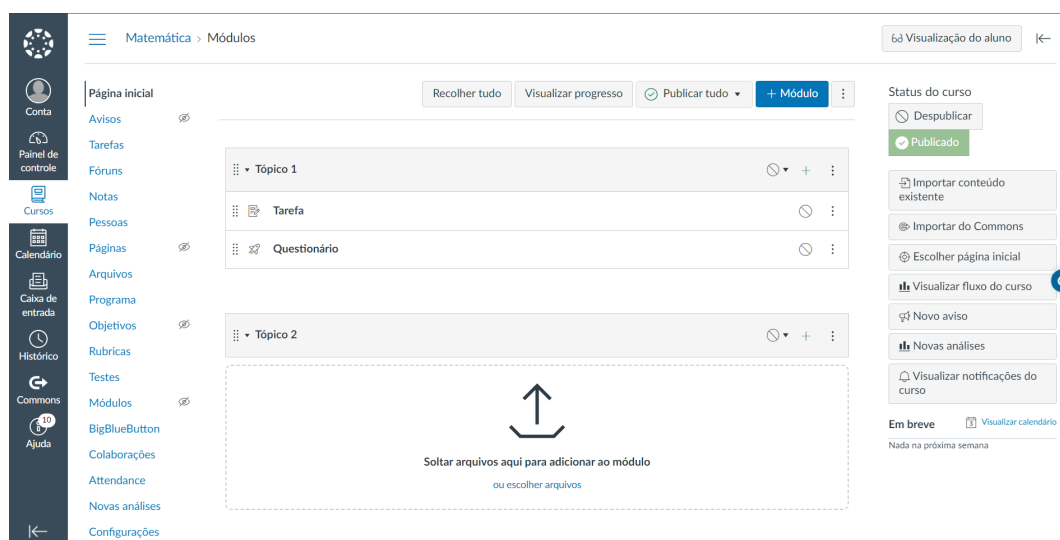 Matemática › Módulos
Visualização do aluno
Conta
Painel de
controle
Cursos
Calendário
Caixa de
entrada
Histórico
Commons
10
Ajuda
Página inicial
Avisos
Tarefas
Fóruns
Notas
Pessoas
Páginas
Arquivos
Programa
Objetivos
Rubricas
Testes
Módulos
BigBlueButton
Colaborações
Attendance
Novas análises
Configurações
Recolher tudo
Visualizar progresso
Publicar tudo
+ Módulo
Tópico 1
Tarefa
Questionário
Tópico 2
Soltar arquivos aqui para adicionar ao módulo
ou escolher arquivos
Status do curso
Despublicar
Publicado
Importar conteúdo
existente
Importar do Commons
Escolher página inicial
Visualizar fluxo do curso
Novo aviso
Novas análises
Visualizar notificações do
curso
Em breve
3 Visualizar calendário
Nada na próxima semana